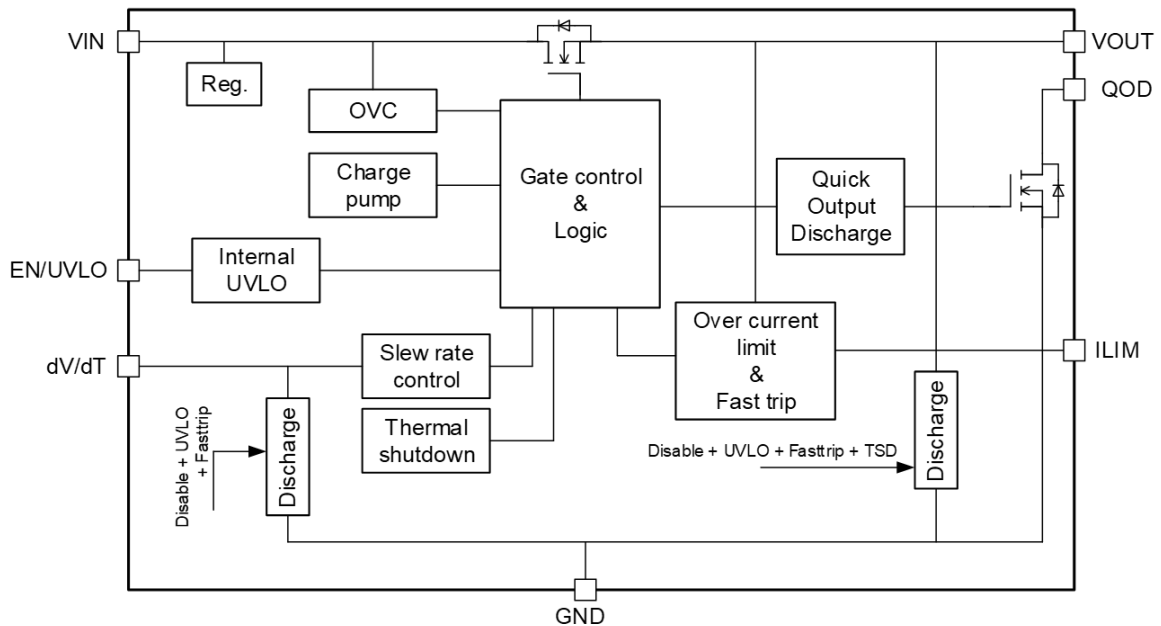 VIN
VOUT
Reg.
OVC
QOD
Charge
pump
Gate control
&
Logic
Quick
Output
Discharge
EN/UVLO
Internal
UVLO
Over current
limit
&
Fast trip
dV/dT
Slew rate
control
ILIM
Disable + UVLO
+ Fasttrip
Discharge
Thermal
shutdown
Disable + UVLO + Fasttrip + TSD
Discharge
GND